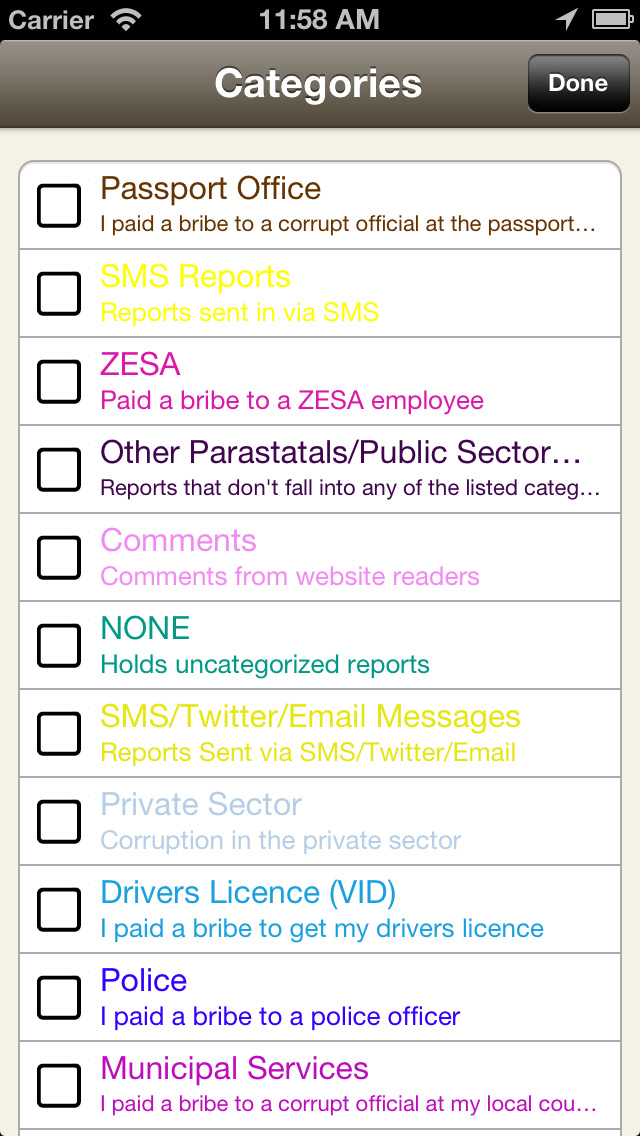 Carrier 11:58 AM
Categories Done
Passport Office
I paid a bribe to a corrupt official at the passport…
SMS Reports
Reports sent in via SMS
ZESA
Paid a bribe to a ZESA employee
Other Parastatals/Public Sector…
Reports that don't fall into any of the listed categ…
Comments
Comments from website readers
NONE
Holds uncategorized reports
SMS/Twitter/Email Messages
Reports Sent via SMS/Twitter/Email
Private Sector
Corruption in the private sector
Drivers Licence (VID)
I paid a bribe to get my drivers licence
Police
I paid a bribe to a police officer
Municipal Services
I paid a bribe to a corrupt official at my local cou…